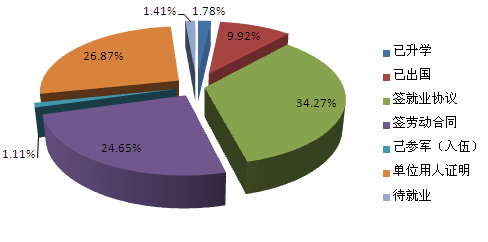 1.41%
1.78%
9.92%
26.87%
34.27%
24.65%
1.11%
已升学
已出国
签就业协议
签劳动合同
已参军（入伍）
单位用人证明
待就业